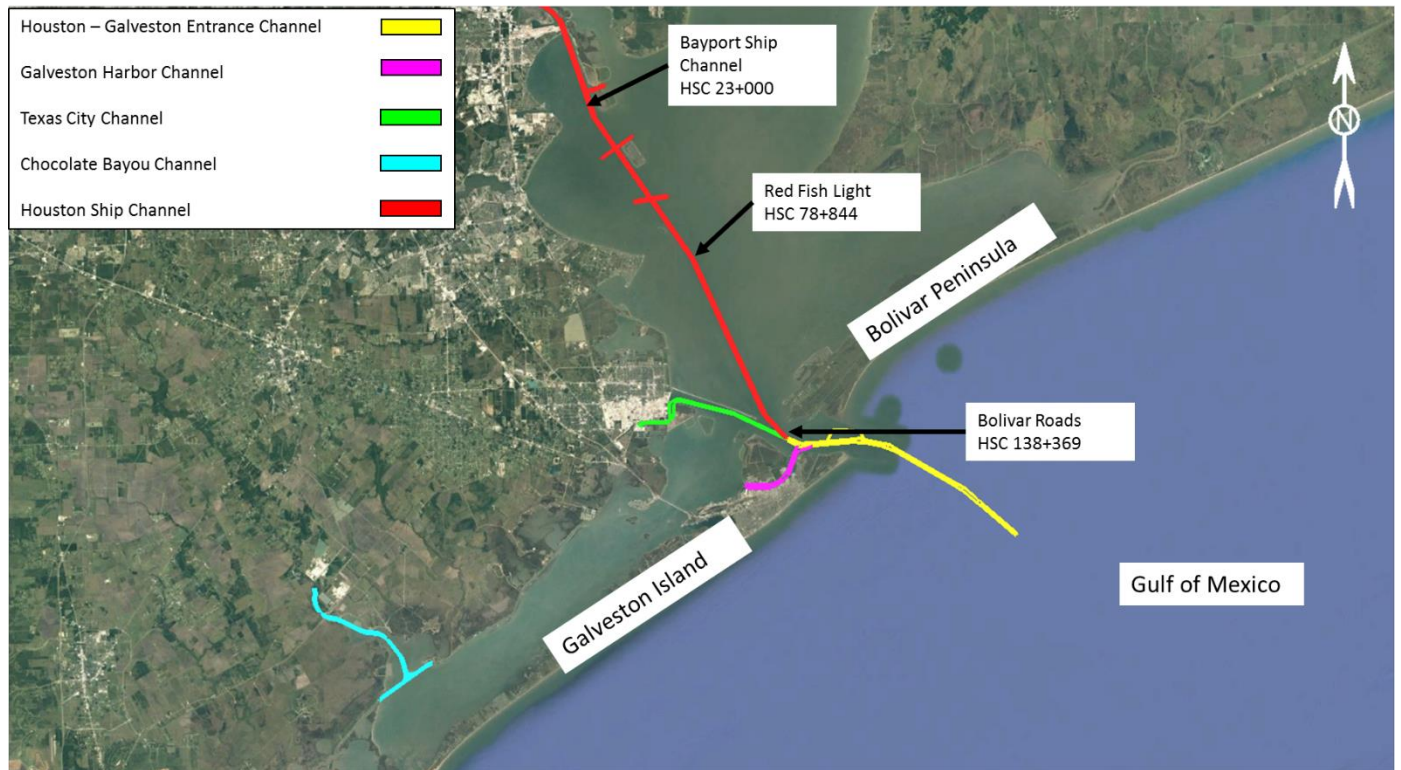 Houston – Galveston Entrance Channel
Galveston Harbor Channel
Texas City Channel
Chocolate Bayou Channel
Houston Ship Channel
Bayport Ship
Channel
HSC 23+000
N
Red Fish Light
HSC 78+844
Bolivar Peninsula
Bolivar Roads
HSC 138+369
Galveston Island
Gulf of Mexico